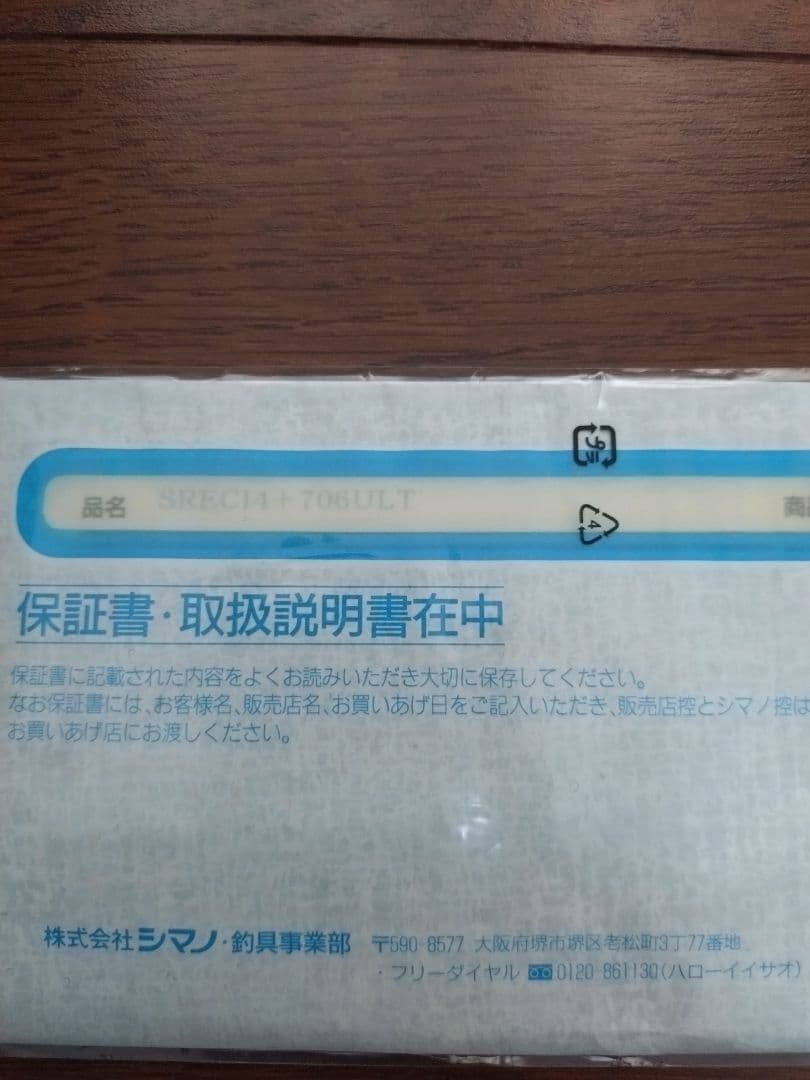 プラ
品名 SREC14+706ULT 商
4
保証書・取扱説明書在中
保証書に記載された内容をよくお読みいただき大切に保存してください。
なお保証書には、お客様名、販売店名、お買いあげ日をご記入いただき、販売店控とシマノ控は
お買いあげ店にお渡しください。
株式会社シマノ・釣具事業部 〒590-8577 大阪府堺市堺区老松町3丁77番地
・フリーダイヤル 0120-861130(ハローイイサオ)